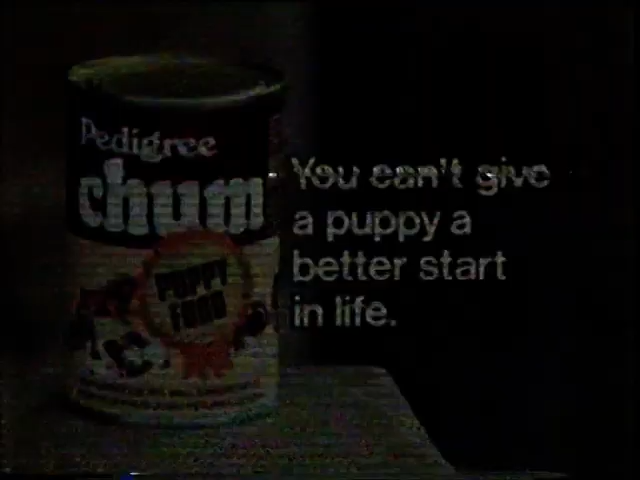 Pedigree
chum
PUPPY
FOOD
You can't give
a puppy a
better start
in life.